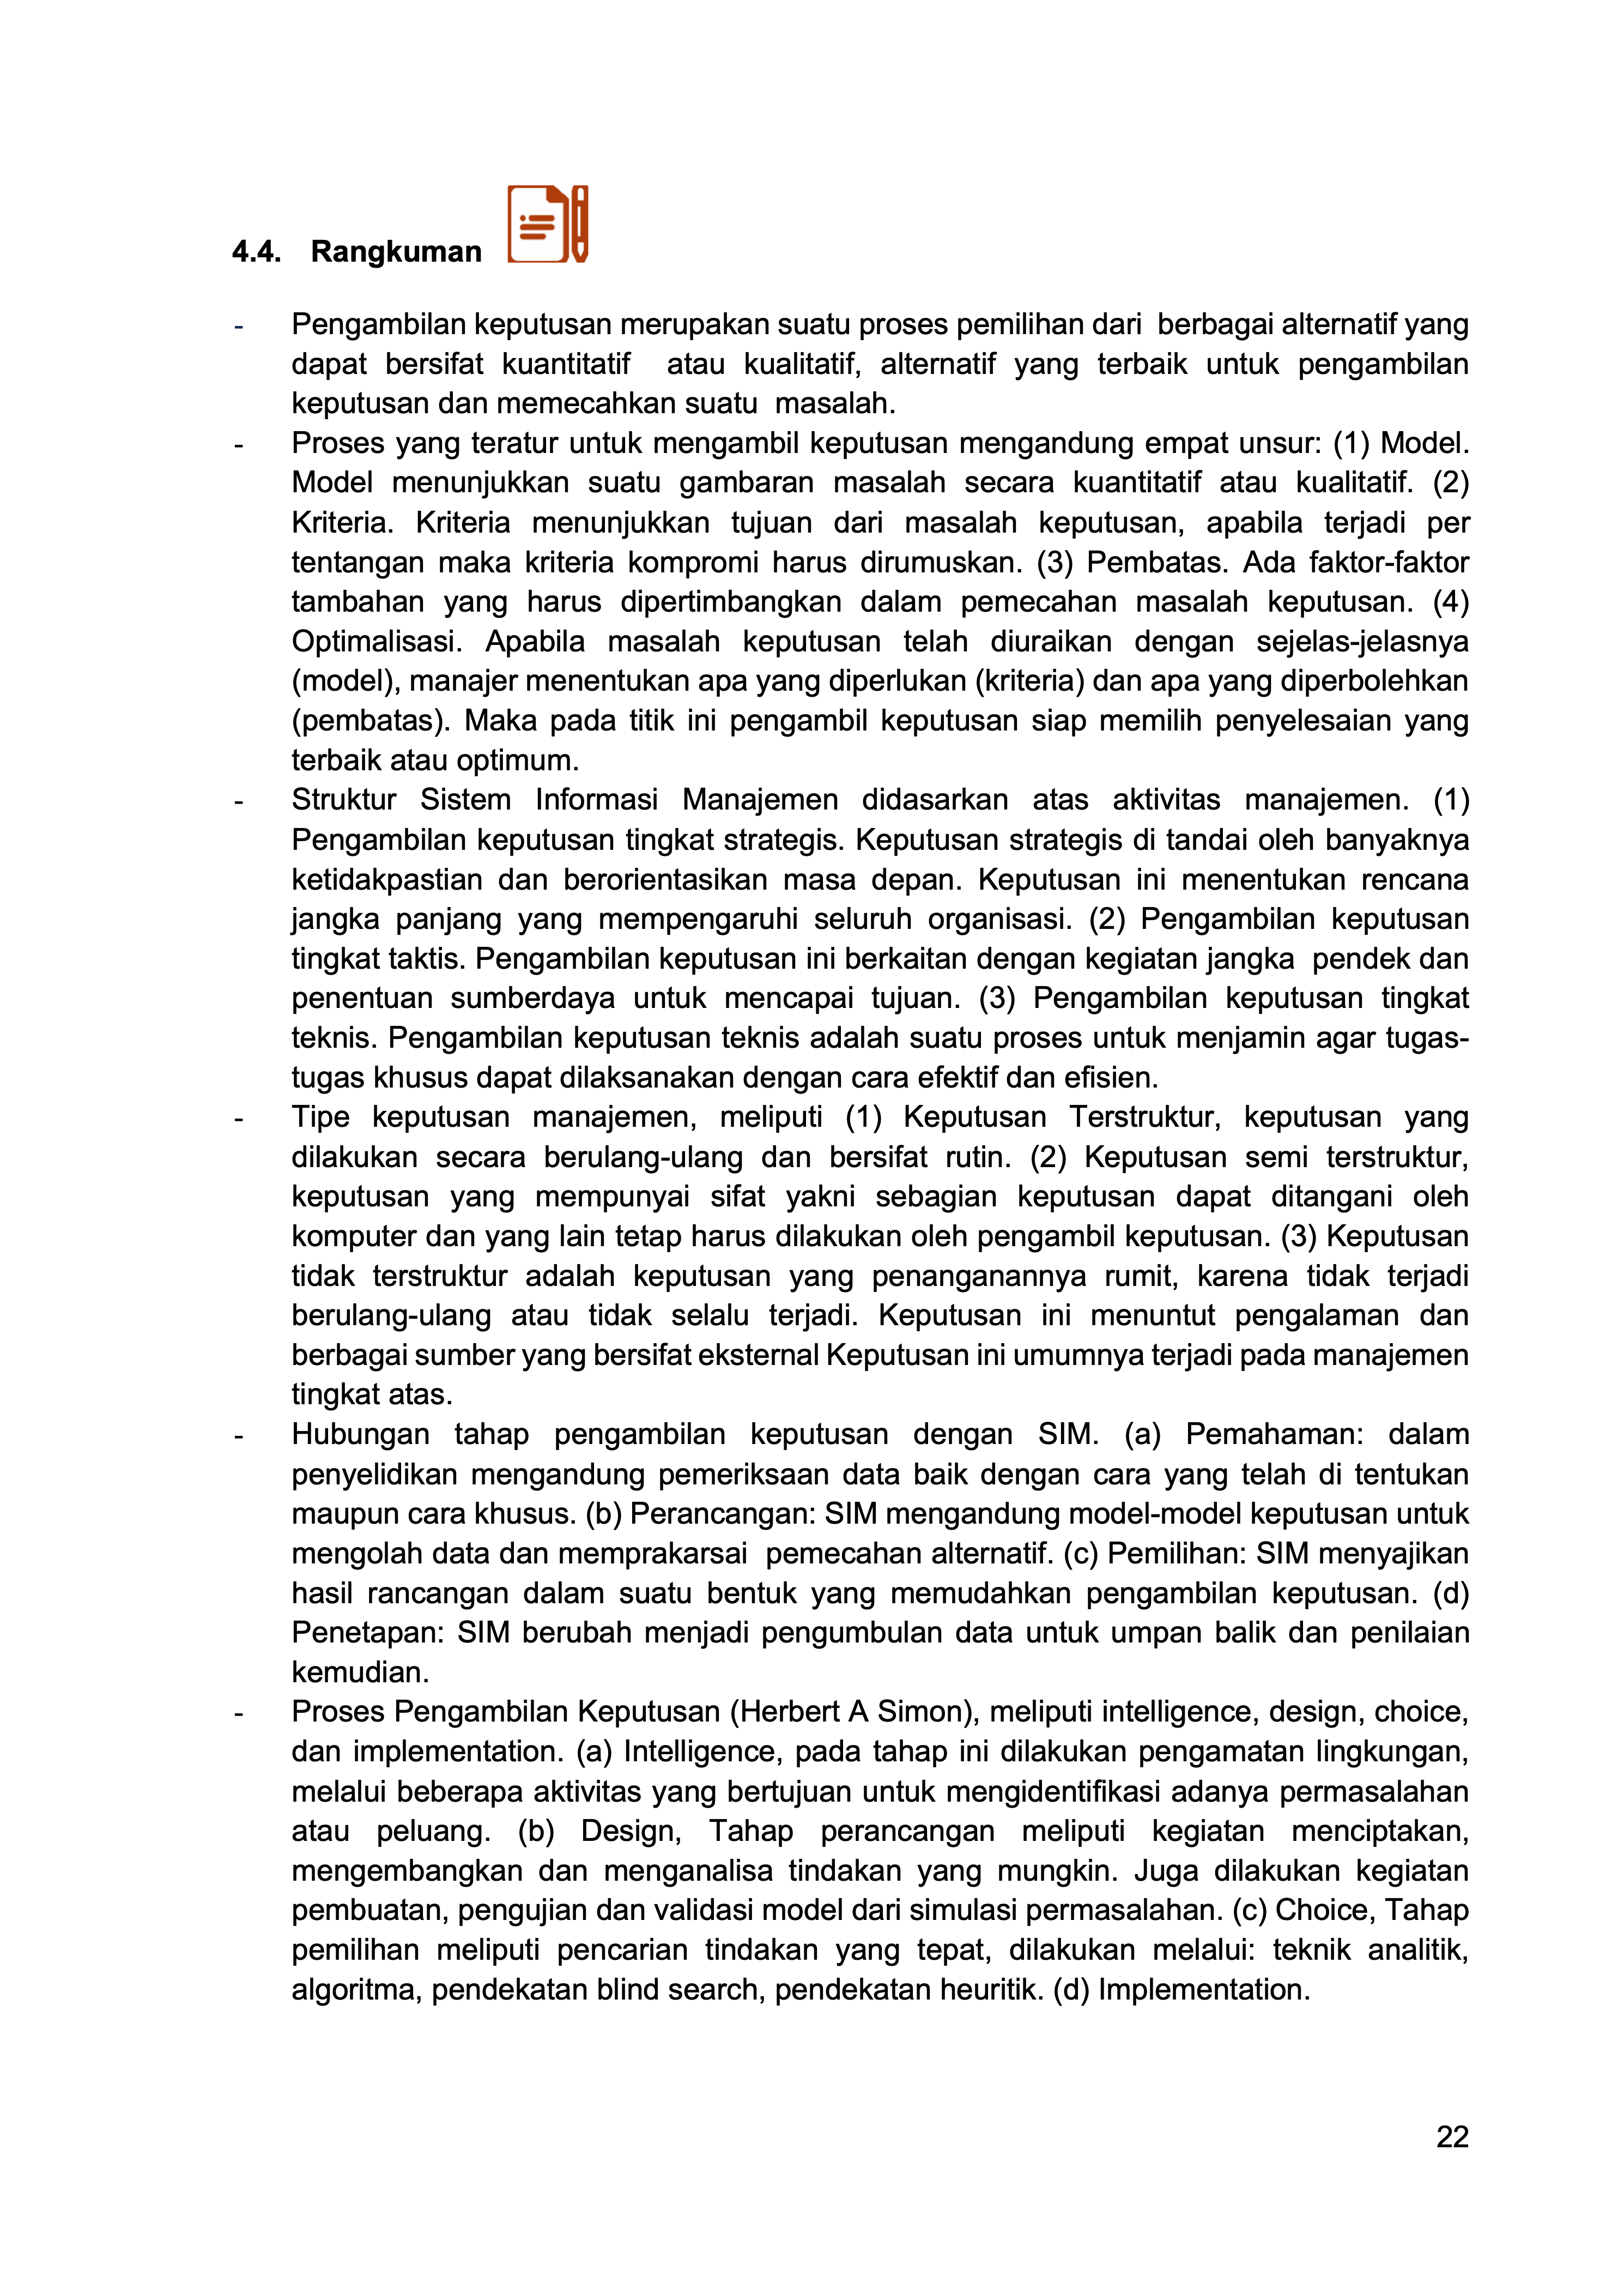 4.4. Rangkuman
- Pengambilan keputusan merupakan suatu proses pemilihan dari berbagai alternatif yang
dapat bersifat kuantitatif atau kualitatif, alternatif yang terbaik untuk pengambilan
keputusan dan memecahkan suatu masalah.
- Proses yang teratur untuk mengambil keputusan mengandung empat unsur: (1) Model.
Model menunjukkan suatu gambaran masalah secara kuantitatif atau kualitatif. (2)
Kriteria. Kriteria menunjukkan tujuan dari masalah keputusan, apabila terjadi per
tentangan maka kriteria kompromi harus dirumuskan. (3) Pembatas. Ada faktor-faktor
tambahan yang harus dipertimbangkan dalam pemecahan masalah keputusan. (4)
Optimalisasi. Apabila masalah keputusan telah diuraikan dengan sejelas-jelasnya
(model), manajer menentukan apa yang diperlukan (kriteria) dan apa yang diperbolehkan
(pembatas). Maka pada titik ini pengambil keputusan siap memilih penyelesaian yang
terbaik atau optimum.
- Struktur Sistem Informasi Manajemen didasarkan atas aktivitas manajemen. (1)
Pengambilan keputusan tingkat strategis. Keputusan strategis di tandai oleh banyaknya
ketidakpastian dan berorientasikan masa depan. Keputusan ini menentukan rencana
jangka panjang yang mempengaruhi seluruh organisasi. (2) Pengambilan keputusan
tingkat taktis. Pengambilan keputusan ini berkaitan dengan kegiatan jangka pendek dan
penentuan sumberdaya untuk mencapai tujuan. (3) Pengambilan keputusan tingkat
teknis. Pengambilan keputusan teknis adalah suatu proses untuk menjamin agar tugas-
tugas khusus dapat dilaksanakan dengan cara efektif dan efisien.
- Tipe keputusan manajemen, meliputi (1) Keputusan Terstruktur, keputusan yang
dilakukan secara berulang-ulang dan bersifat rutin. (2) Keputusan semi terstruktur,
keputusan yang mempunyai sifat yakni sebagian keputusan dapat ditangani oleh
komputer dan yang lain tetap harus dilakukan oleh pengambil keputusan. (3) Keputusan
tidak terstruktur adalah keputusan yang penanganannya rumit, karena tidak terjadi
berulang-ulang atau tidak selalu terjadi. Keputusan ini menuntut pengalaman dan
berbagai sumber yang bersifat eksternal Keputusan ini umumnya terjadi pada manajemen
tingkat atas.
- Hubungan tahap pengambilan keputusan dengan SIM. (a) Pemahaman: dalam
penyelidikan mengandung pemeriksaan data baik dengan cara yang telah di tentukan
maupun cara khusus. (b) Perancangan: SIM mengandung model-model keputusan untuk
mengolah data dan memprakarsai pemecahan alternatif. (c) Pemilihan: SIM menyajikan
hasil rancangan dalam suatu bentuk yang memudahkan pengambilan keputusan. (d)
Penetapan: SIM berubah menjadi pengumbulan data untuk umpan balik dan penilaian
kemudian.
- Proses Pengambilan Keputusan (Herbert A Simon), meliputi intelligence, design, choice,
dan implementation. (a) Intelligence, pada tahap ini dilakukan pengamatan lingkungan,
melalui beberapa aktivitas yang bertujuan untuk mengidentifikasi adanya permasalahan
atau peluang. (b) Design, Tahap perancangan meliputi kegiatan menciptakan,
mengembangkan dan menganalisa tindakan yang mungkin. Juga dilakukan kegiatan
pembuatan, pengujian dan validasi model dari simulasi permasalahan. (c) Choice, Tahap
pemilihan meliputi pencarian tindakan yang tepat, dilakukan melalui: teknik analitik,
algoritma, pendekatan blind search, pendekatan heuritik. (d) Implementation.
22